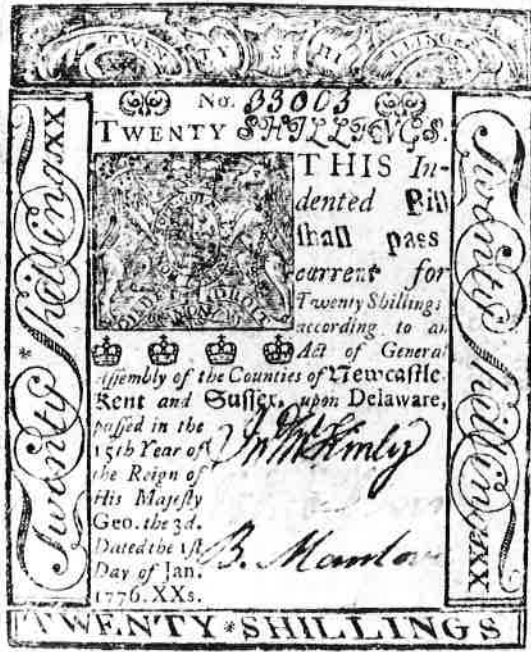 TWENTY SHILLINGS
No. 33003
TWENTY SHILLINGS.
THIS In-
dented Bill
shall pass
current for
Twenty Shillings
according to an
Act of General
Assembly of the Counties of Newcastle
Kent and Sussex, upon Delaware,
passed in the
15th Year of
the Reign of
His Majesty
Geo. the 3d.
Dated the 1st
Day of Jan.
1776. XXs.
B. Manlove
Twenty Shillings XX
Twenty Shillings XX
TWENTY*SHILLINGS